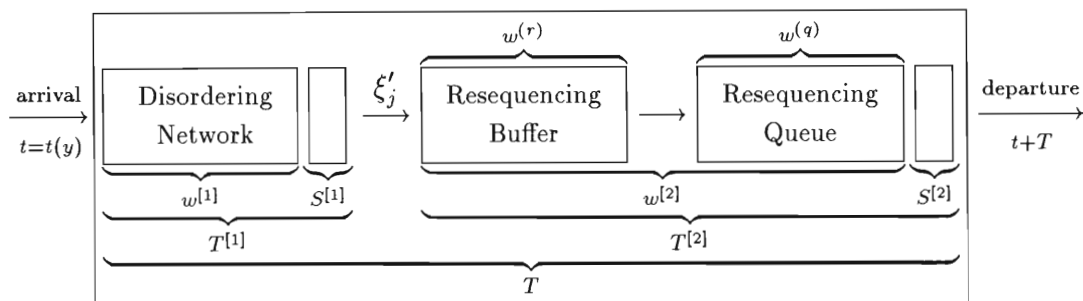 w^(r) w^(q)
arrival Disordering ξ′_j Resequencing Resequencing departure
t=t(y) Network Buffer Queue t+T
w^[1] S^[1] w^[2] S^[2]
T^[1] T^[2]
T